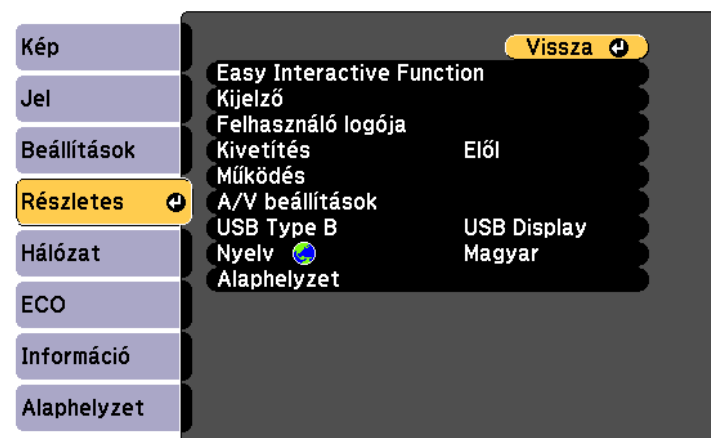 Kép
Jel
Beállítások
Részletes
Hálózat
ECO
Információ
Alaphelyzet
Vissza
Easy Interactive Function
Kijelző
Felhasználó logója
Kivetítés Elől
Működés
A/V beállítások
USB Type B USB Display
Nyelv Magyar
Alaphelyzet